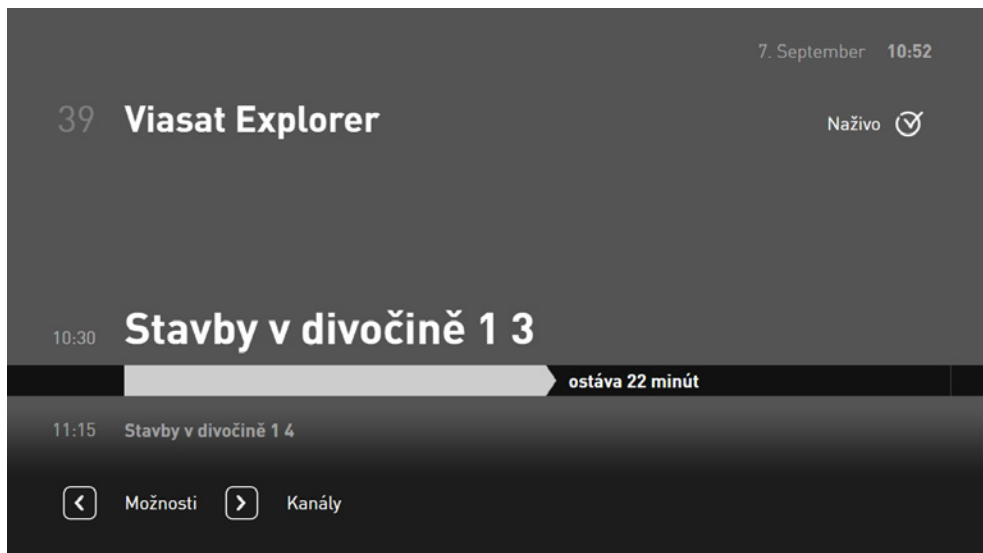 7. September 10:52
39 Viasat Explorer
Naživo
10:30 Stavby v divočině 1 3
ostáva 22 minút
11:15 Stavby v divočině 1 4
Možnosti Kanály